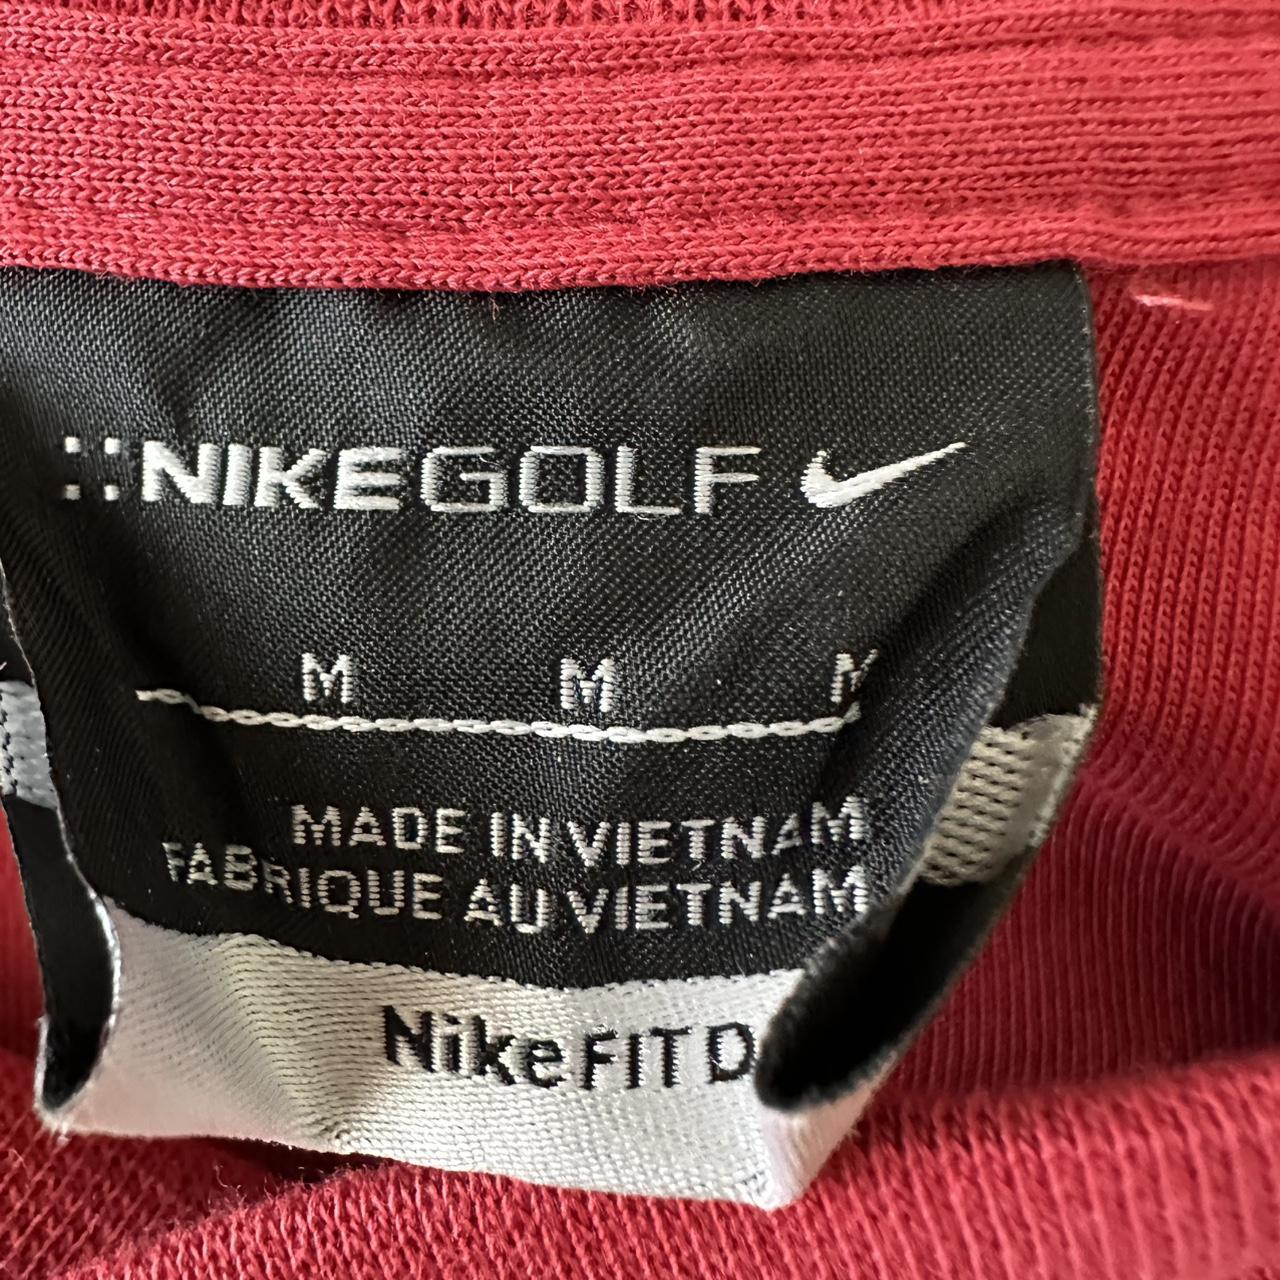 ::NIKEGOLF
M M M
MADE IN VIETNAM
FABRIQUE AU VIETNAM
NikeFIT D